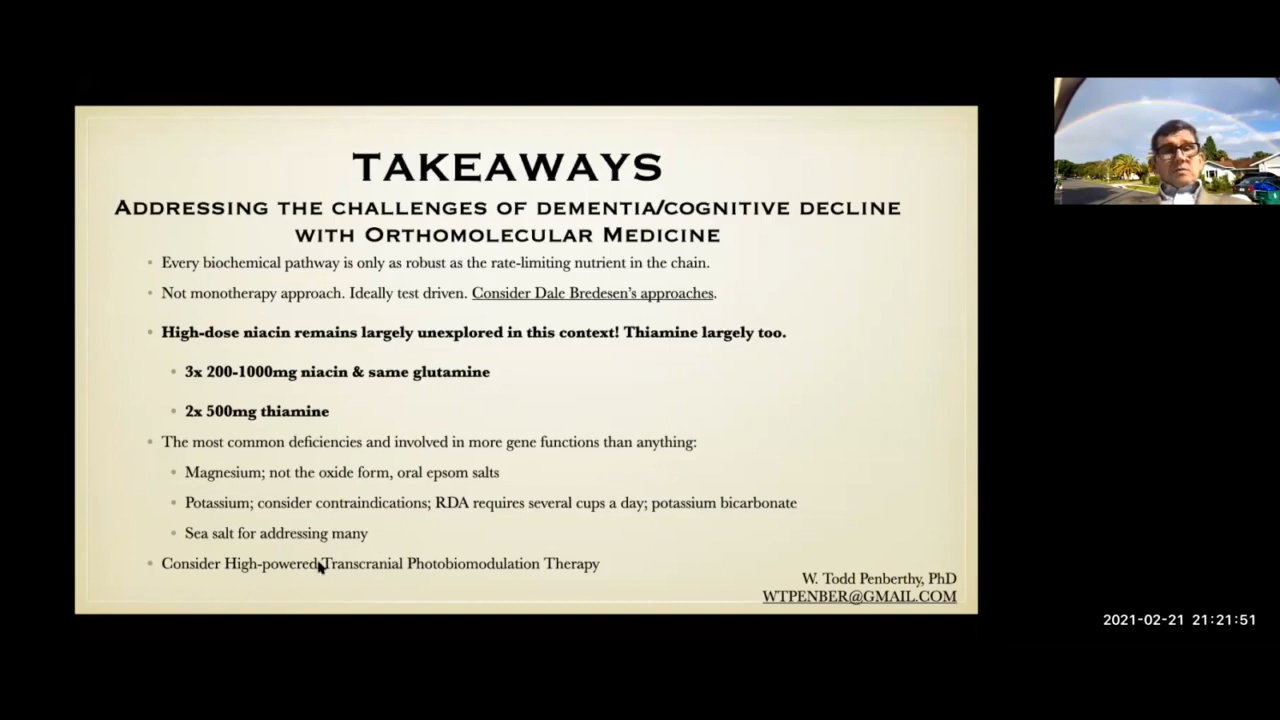 TAKEAWAYS
ADDRESSING THE CHALLENGES OF DEMENTIA/COGNITIVE DECLINE
WITH ORTHOMOLECULAR MEDICINE
• Every biochemical pathway is only as robust as the rate-limiting nutrient in the chain.
• Not monotherapy approach. Ideally test driven. Consider Dale Bredesen's approaches.
• High-dose niacin remains largely unexplored in this context! Thiamine largely too.
• 3x 200-1000mg niacin & same glutamine
• 2x 500mg thiamine
• The most common deficiencies and involved in more gene functions than anything:
• Magnesium; not the oxide form, oral epsom salts
• Potassium; consider contraindications; RDA requires several cups a day; potassium bicarbonate
• Sea salt for addressing many
• Consider High-powered Transcranial Photobiomodulation Therapy
W. Todd Penberthy, PhD
WTPENBER@GMAIL.COM
2021-02-21 21:21:51